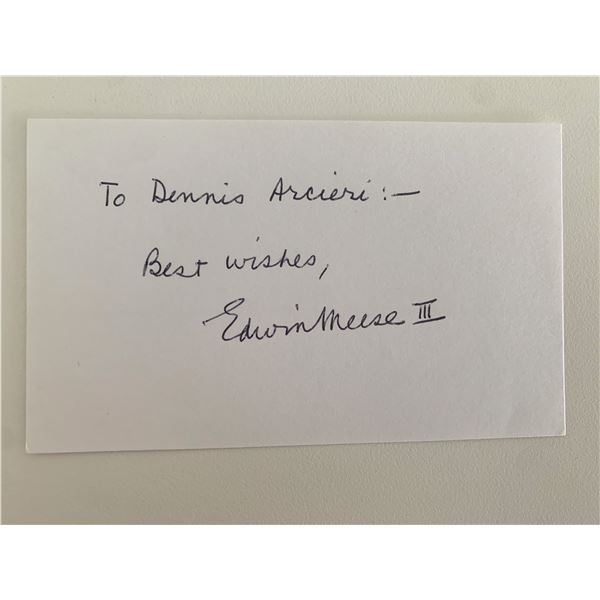 To Dennis Arcieri:—
Best wishes,
Edwin Meese III